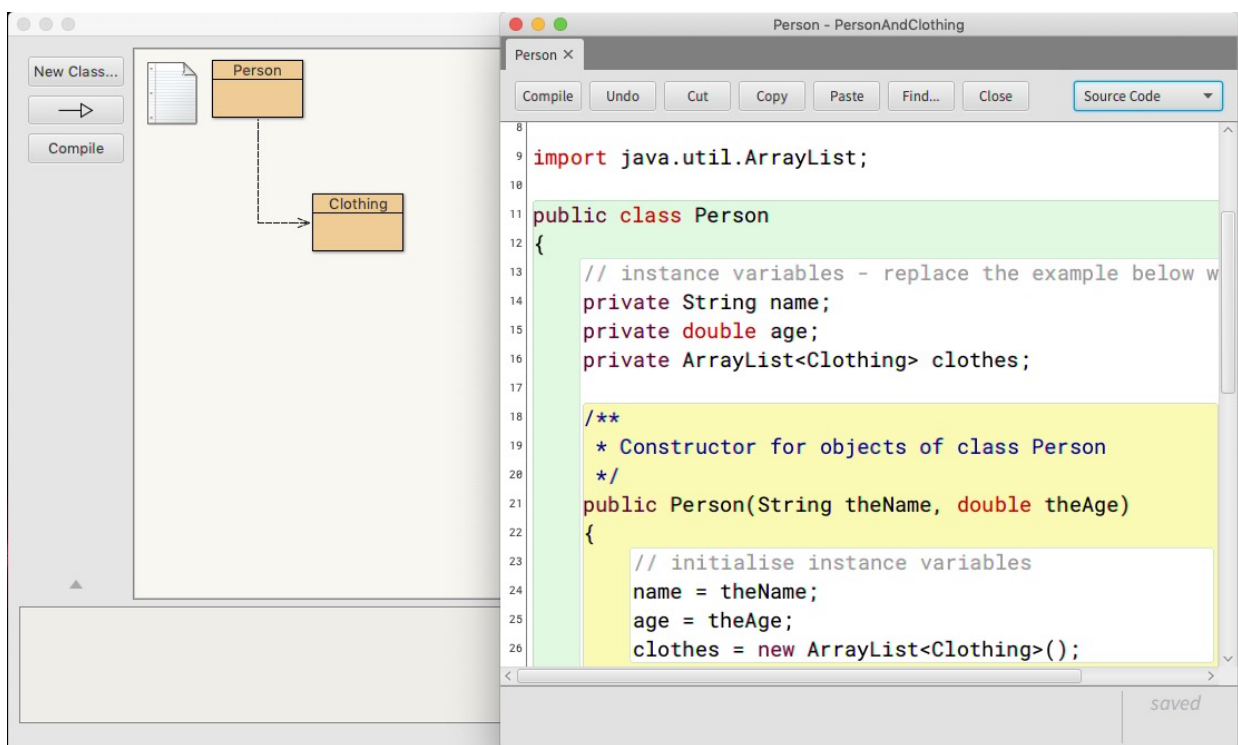 New Class...
Compile
Person
Clothing
Person - PersonAndClothing
Person ×
Compile Undo Cut Copy Paste Find... Close Source Code
8
9 import java.util.ArrayList;
10
11 public class Person
12 {
13 // instance variables - replace the example below w
14 private String name;
15 private double age;
16 private ArrayList<Clothing> clothes;
17
18 /**
19 * Constructor for objects of class Person
20 */
21 public Person(String theName, double theAge)
22 {
23 // initialise instance variables
24 name = theName;
25 age = theAge;
26 clothes = new ArrayList<Clothing>();
saved